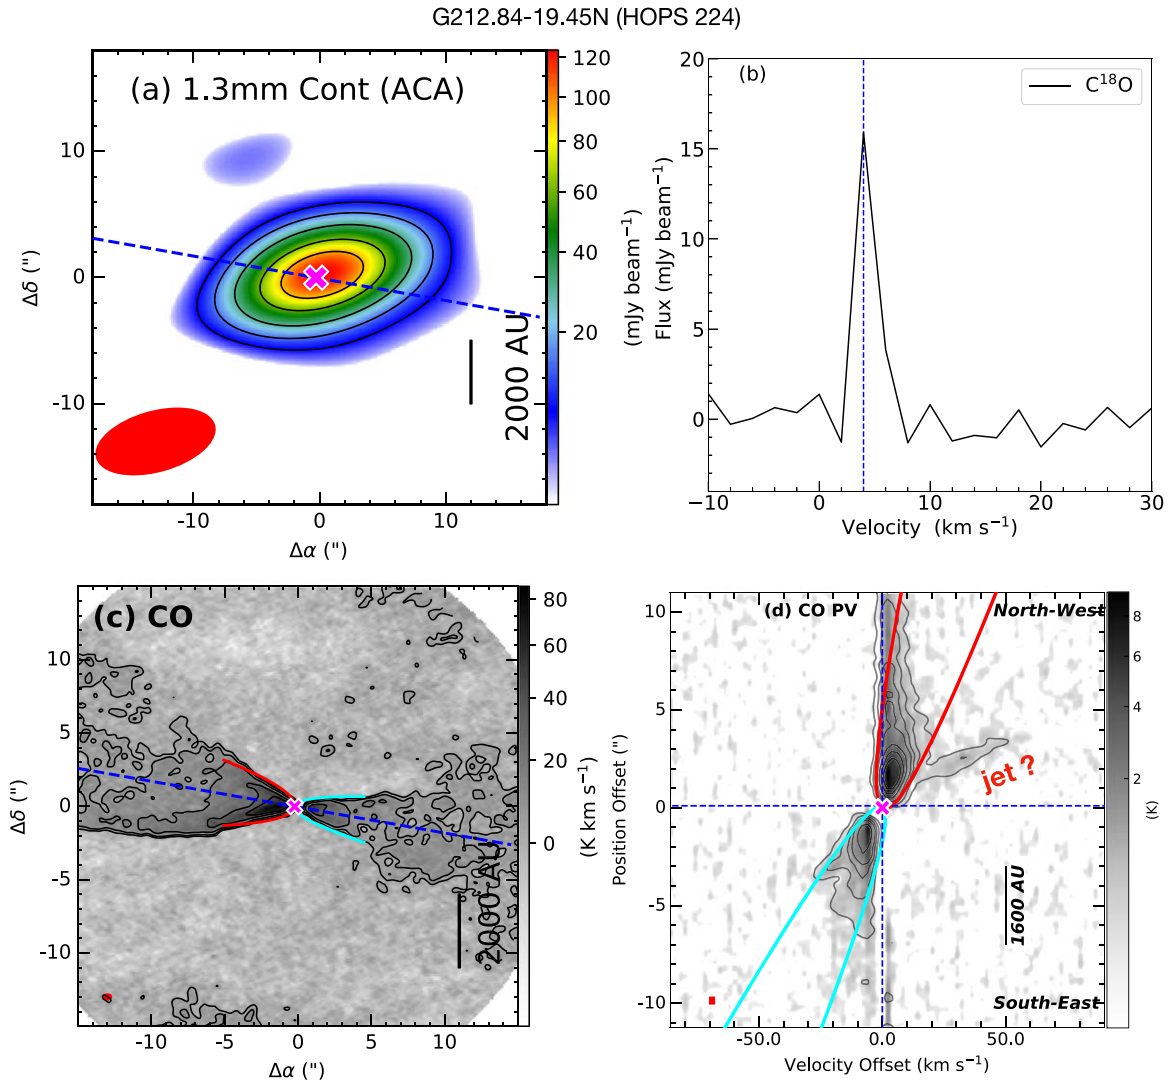 G212.84-19.45N (HOPS 224)
(a) 1.3mm Cont (ACA)
10
0
-10
Δδ (")
-10
0
10
Δα (")
2000 AU
120
100
80
60
40
20
(mJy beam⁻¹)
(b)
C¹⁸O
20
15
10
5
0
Flux (mJy beam⁻¹)
-10
0
10
20
30
Velocity (km s⁻¹)
(c) CO
10
5
0
-5
-10
Δδ (")
-10
-5
0
5
10
Δα (")
2000 AU
80
60
40
20
0
(K km s⁻¹)
(d) CO PV
North-West
jet ?
1600 AU
South-East
10
5
0
-5
-10
Position Offset (")
-50.0
0.0
50.0
Velocity Offset (km s⁻¹)
8
6
4
2
(K)